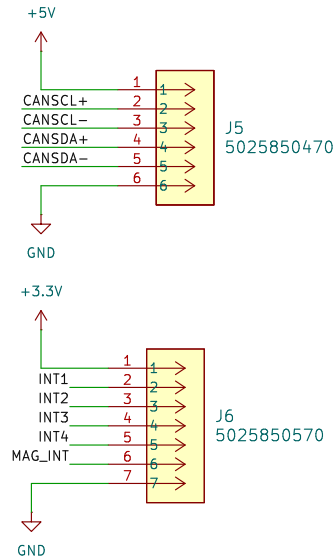 +5V
1 1
CANSCL+ 2 2
CANSCL- 3 3
CANSDA+ 4 4
CANSDA- 5 5
6 6
J5
5025850470
GND
+3.3V
1 1
INT1 2 2
INT2 3 3
INT3 4 4
INT4 5 5
MAG_INT 6 6
7 7
J6
5025850570
GND